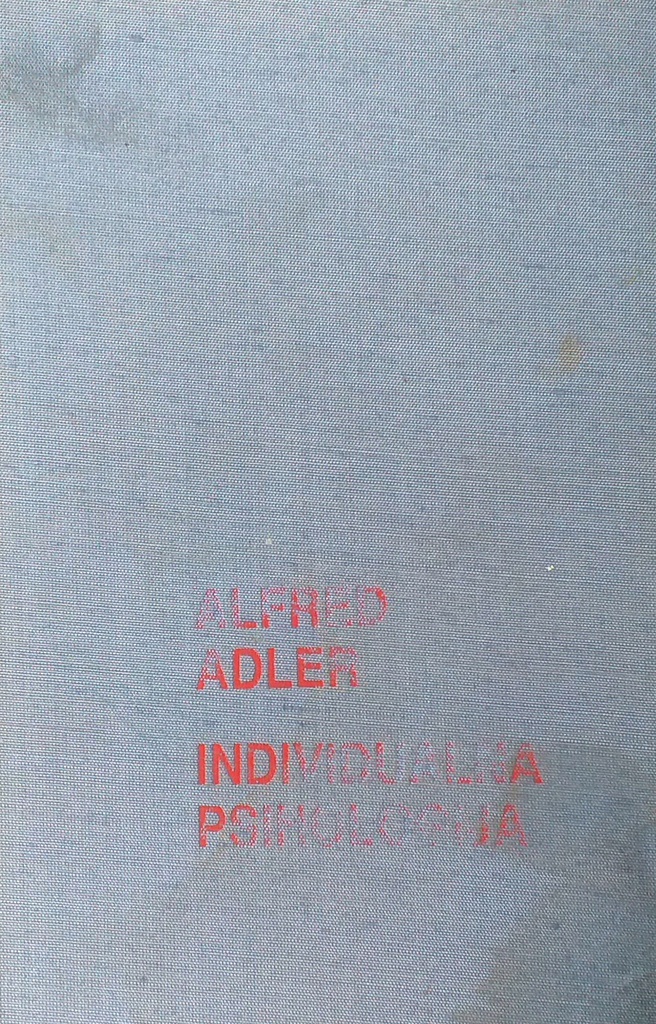 ALFRED
ADLER
INDIVIDUALNA
PSIHOLOGIJA